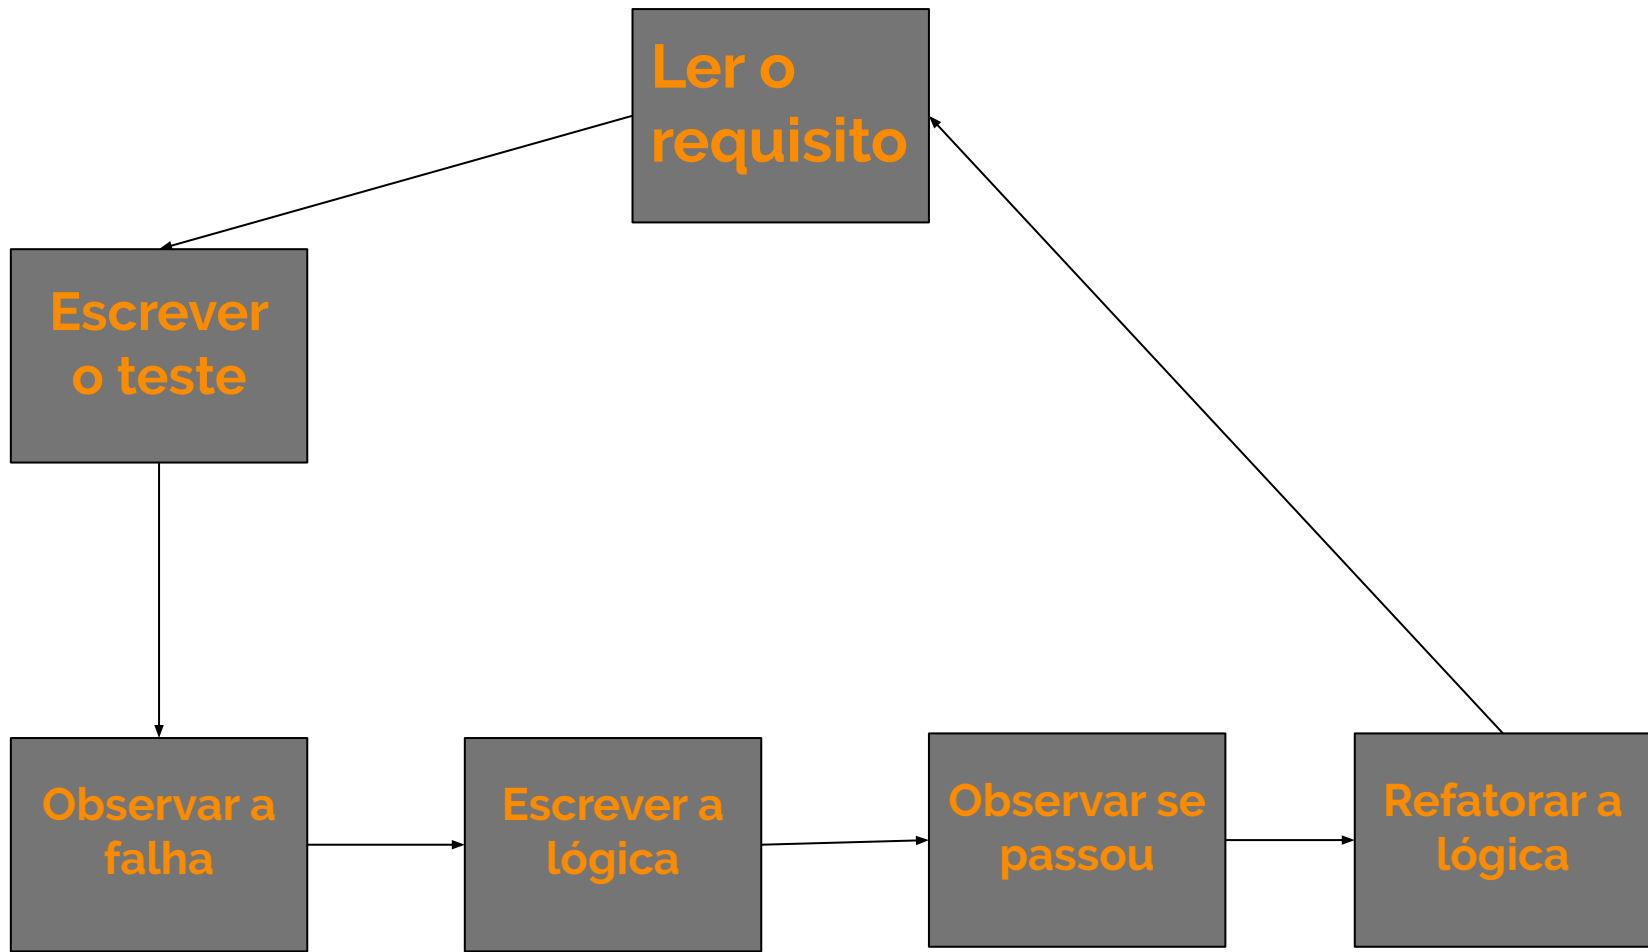 Ler o
requisito
Escrever
o teste
Observar a
falha
Escrever a
lógica
Observar se
passou
Refatorar a
lógica